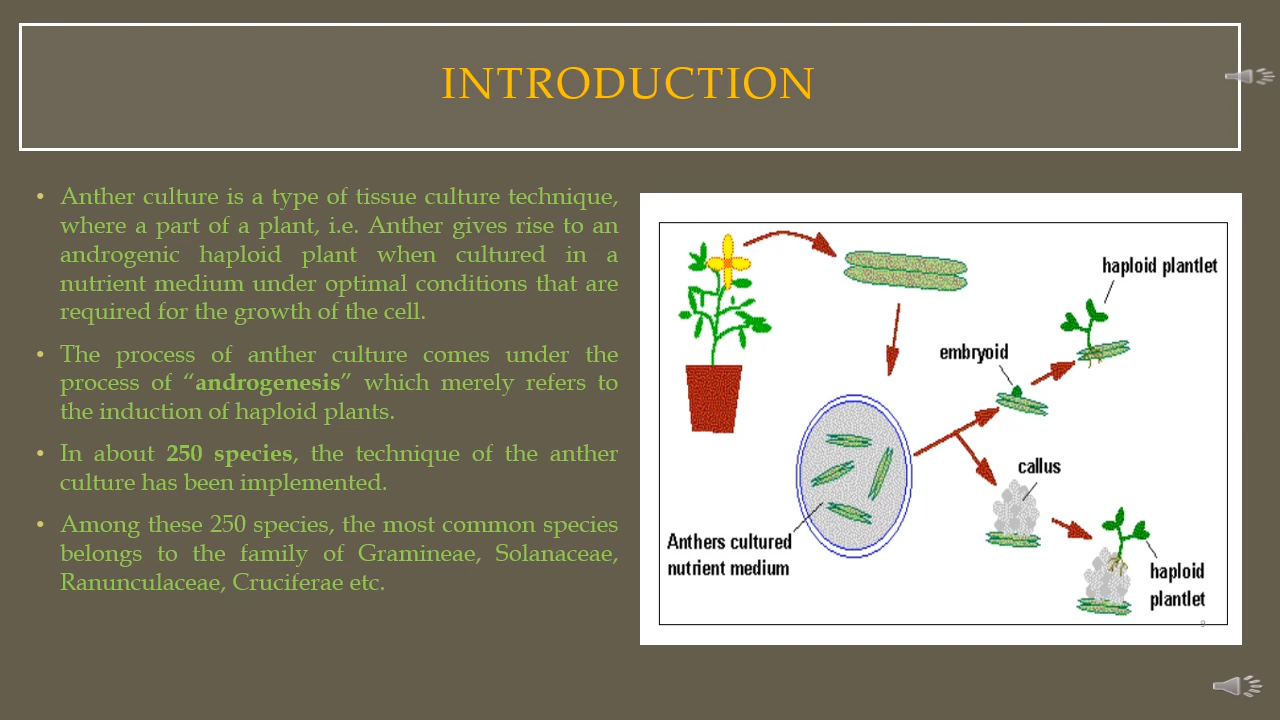 INTRODUCTION
• Anther culture is a type of tissue culture technique,
where a part of a plant, i.e. Anther gives rise to an
androgenic haploid plant when cultured in a
nutrient medium under optimal conditions that are
required for the growth of the cell.
• The process of anther culture comes under the
process of “androgenesis” which merely refers to
the induction of haploid plants.
• In about 250 species, the technique of the anther
culture has been implemented.
• Among these 250 species, the most common species
belongs to the family of Gramineae, Solanaceae,
Ranunculaceae, Cruciferae etc.
haploid plantlet
embryoid
callus
Anthers cultured
nutrient medium
haploid
plantlet
9